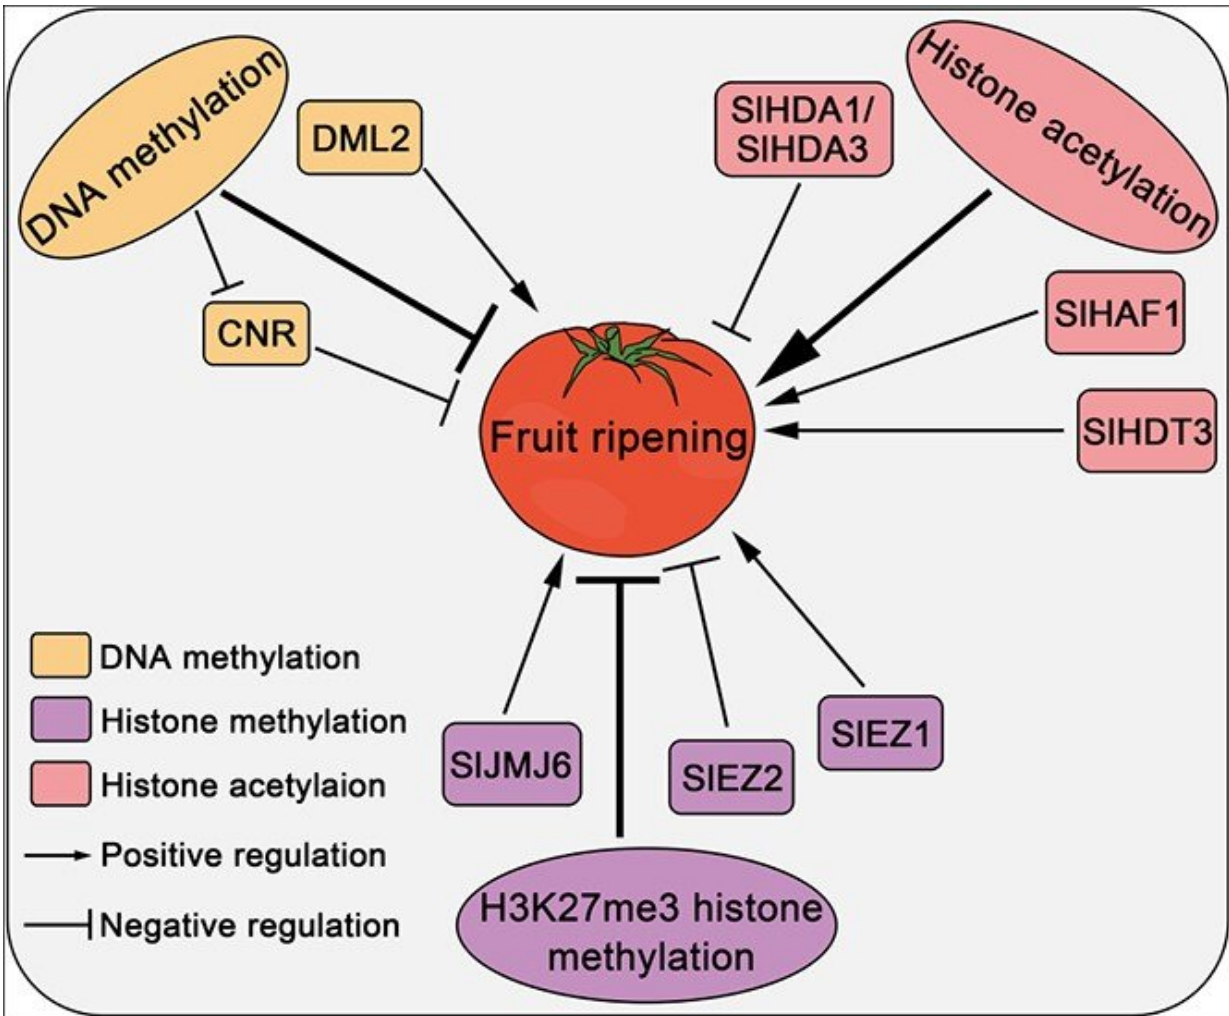 DNA methylation
DML2
SlHDA1/
SlHDA3
Histone acetylation
CNR
SlHAF1
SlHDT3
Fruit ripening
DNA methylation
Histone methylation
Histone acetylaion
Positive regulation
Negative regulation
SlJMJ6
SlEZ2
SlEZ1
H3K27me3 histone
methylation